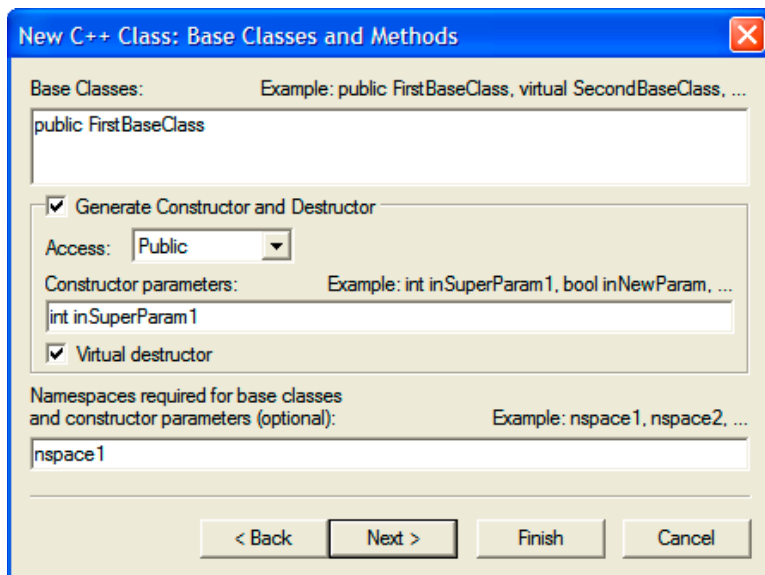 New C++ Class: Base Classes and Methods
Base Classes: Example: public FirstBaseClass, virtual SecondBaseClass, ...
public FirstBaseClass
Generate Constructor and Destructor
Access: Public
Constructor parameters: Example: int inSuperParam1, bool inNewParam, ...
int inSuperParam1
Virtual destructor
Namespaces required for base classes
and constructor parameters (optional): Example: nspace1, nspace2, ...
nspace1
< Back Next > Finish Cancel